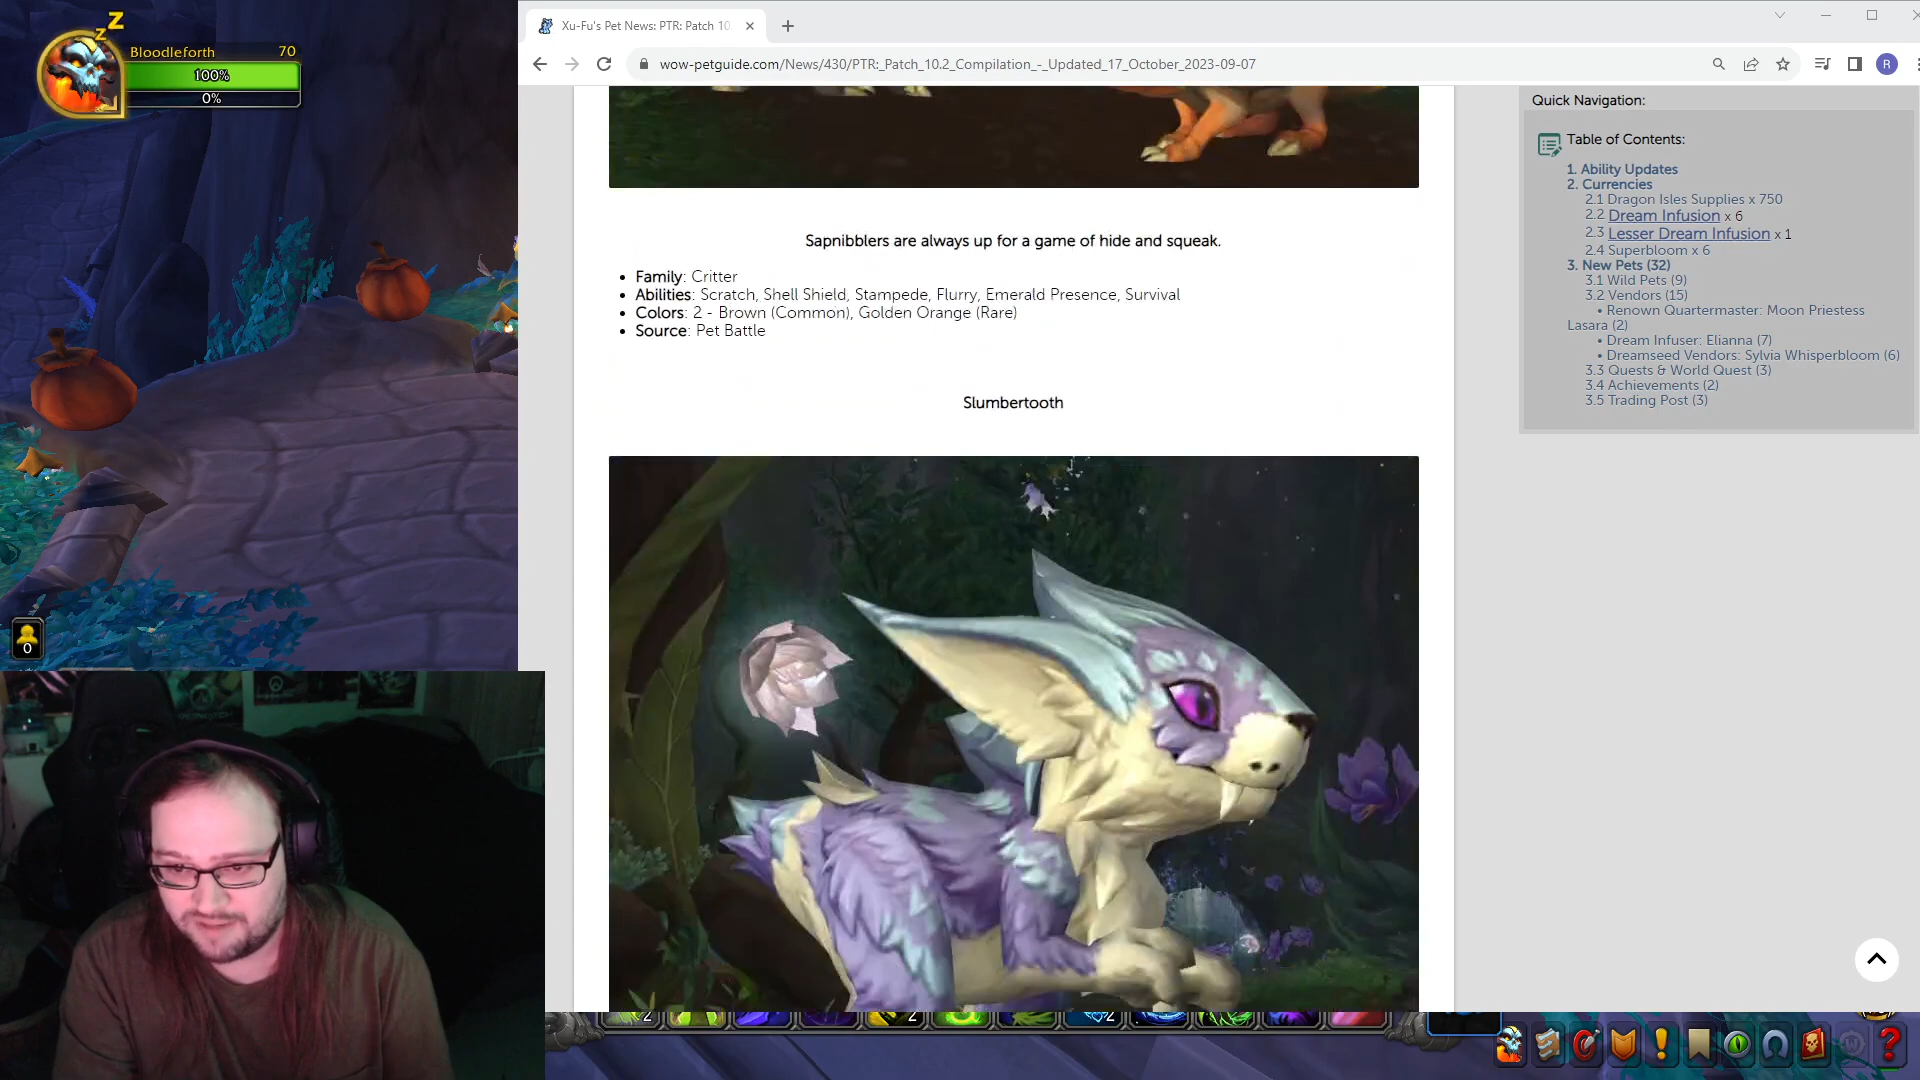 Z
Z
Bloodleforth 70
100%
0%
0
Xu-Fu's Pet News: PTR: Patch 10
wow-petguide.com/News/430/PTR:_Patch_10.2_Compilation_-_Updated_17_October_2023-09-07
R
Sapnibblers are always up for a game of hide and squeak.
• Family: Critter
• Abilities: Scratch, Shell Shield, Stampede, Flurry, Emerald Presence, Survival
• Colors: 2 - Brown (Common), Golden Orange (Rare)
• Source: Pet Battle
Slumbertooth
Quick Navigation:
Table of Contents:
1. Ability Updates
2. Currencies
2.1 Dragon Isles Supplies x 750
2.2 Dream Infusion x 6
2.3 Lesser Dream Infusion x 1
2.4 Superbloom x 6
3. New Pets (32)
3.1 Wild Pets (9)
3.2 Vendors (15)
• Renown Quartermaster: Moon Priestess
Lasara (2)
• Dream Infuser: Elianna (7)
• Dreamseed Vendors: Sylvia Whisperbloom (6)
3.3 Quests & World Quest (3)
3.4 Achievements (2)
3.5 Trading Post (3)
2 2 2